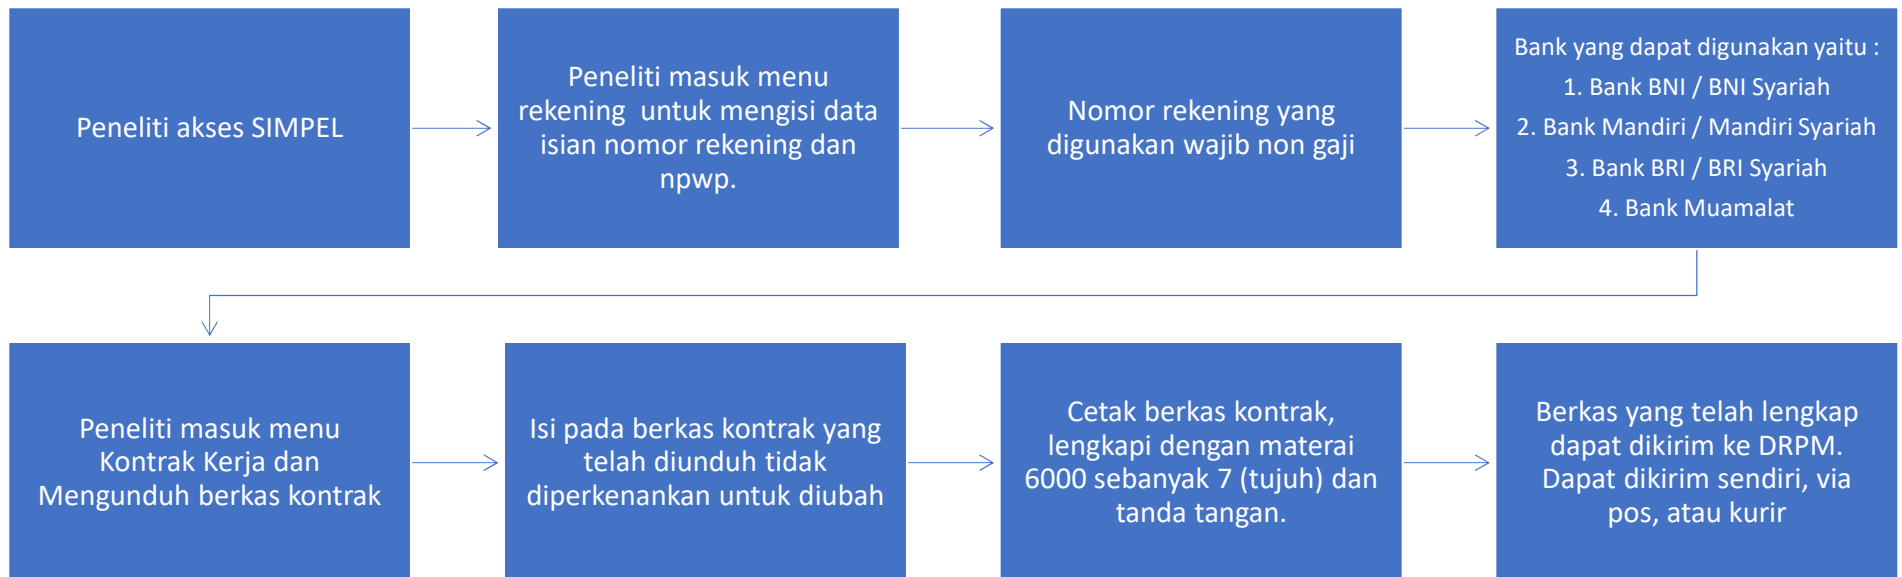 Peneliti akses SIMPEL
Peneliti masuk menu
rekening untuk mengisi data
isian nomor rekening dan
npwp.
Nomor rekening yang
digunakan wajib non gaji
Bank yang dapat digunakan yaitu :
1. Bank BNI / BNI Syariah
2. Bank Mandiri / Mandiri Syariah
3. Bank BRI / BRI Syariah
4. Bank Muamalat
Peneliti masuk menu
Kontrak Kerja dan
Mengunduh berkas kontrak
Isi pada berkas kontrak yang
telah diunduh tidak
diperkenankan untuk diubah
Cetak berkas kontrak,
lengkapi dengan materai
6000 sebanyak 7 (tujuh) dan
tanda tangan.
Berkas yang telah lengkap
dapat dikirim ke DRPM.
Dapat dikirim sendiri, via
pos, atau kurir